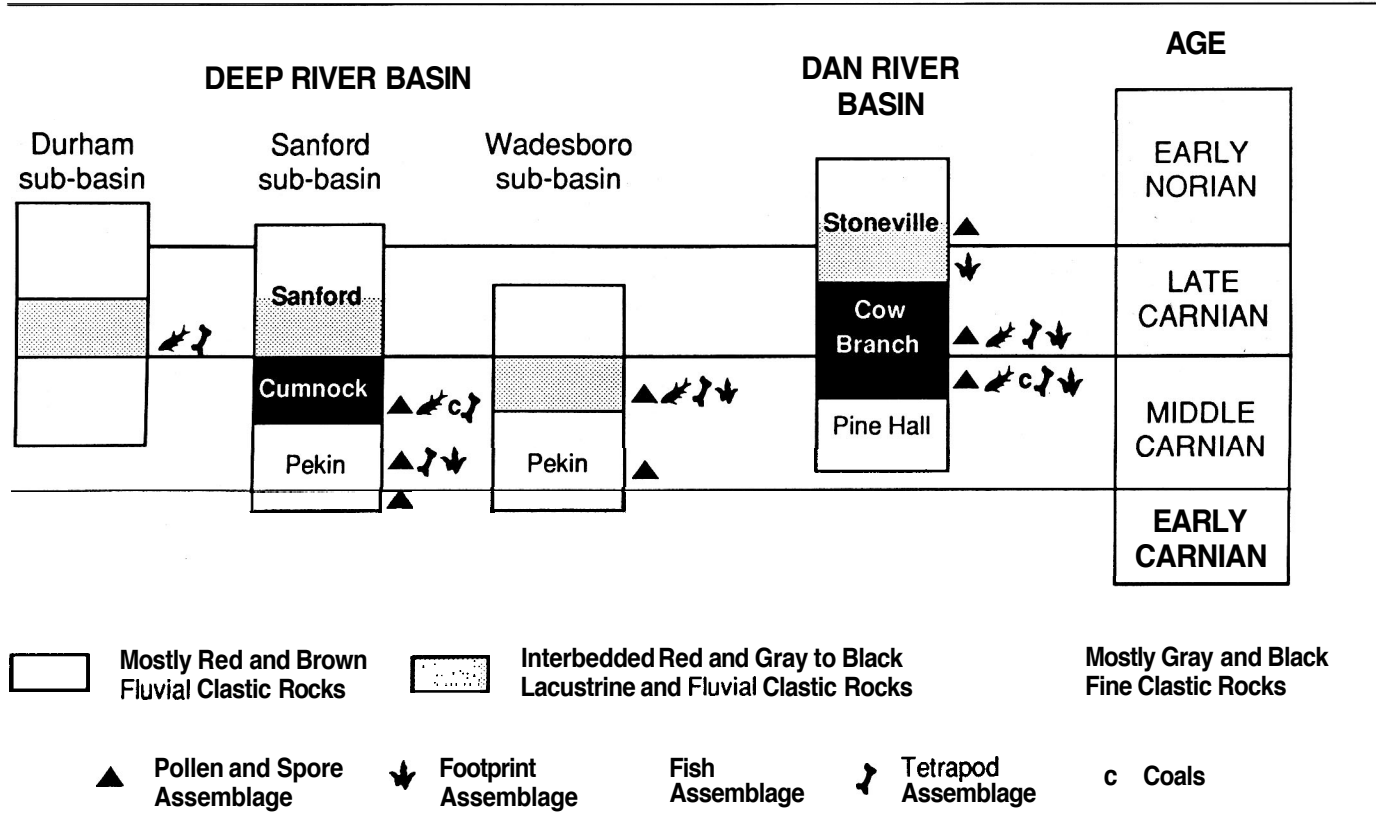 AGE
DEEP RIVER BASIN
DAN RIVER
BASIN
Durham
sub-basin
Sanford
sub-basin
Wadesboro
sub-basin
EARLY
NORIAN
Stoneville
Sanford
LATE
CARNIAN
Cow
Branch
Cumnock
c
c
MIDDLE
CARNIAN
Pine Hall
Pekin
Pekin
EARLY
CARNIAN
Mostly Red and Brown
Fluvial Clastic Rocks
Interbedded Red and Gray to Black
Lacustrine and Fluvial Clastic Rocks
Mostly Gray and Black
Fine Clastic Rocks
Pollen and Spore
Assemblage
Footprint
Assemblage
Fish
Assemblage
Tetrapod
Assemblage
c Coals